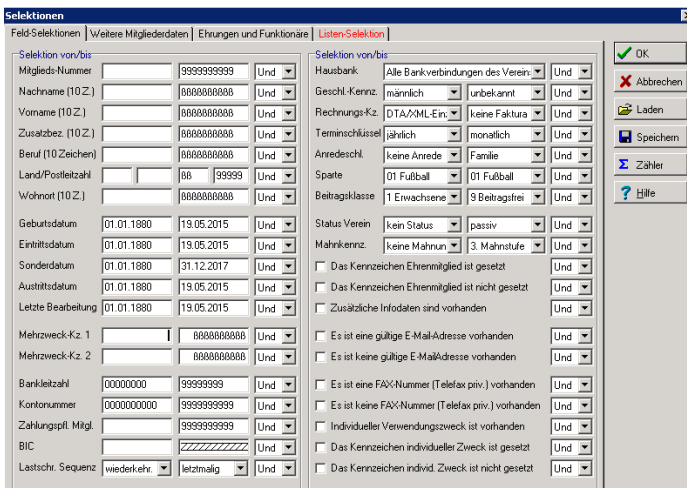 Selektionen
Feld-Selektionen Weitere Mitgliederdaten Ehrungen und Funktionäre Listen-Selektion
Selektion von/bis
Mitglieds-Nummer 9999999999 Und
Nachname (10 Z.) ßßßßßßßßßß Und
Vorname (10 Z.) ßßßßßßßßßß Und
Zusatzbez. (10 Z.) ßßßßßßßßßß Und
Beruf (10 Zeichen) ßßßßßßßßßß Und
Land/Postleitzahl ßß 99999 Und
Wohnort (10 Z.) ßßßßßßßßßß Und
Geburtsdatum 01.01.1880 19.05.2015 Und
Eintrittsdatum 01.01.1880 19.05.2015 Und
Sonderdatum 01.01.1880 31.12.2017 Und
Austrittsdatum 01.01.1880 19.05.2015 Und
Letzte Bearbeitung 01.01.1880 19.05.2015 Und
Mehrzweck-Kz. 1 ßßßßßßßßßß Und
Mehrzweck-Kz. 2 ßßßßßßßßßß Und
Bankleitzahl 00000000 99999999 Und
Kontonummer 0000000000 9999999999 Und
Zahlungspfl. Mitgl. 9999999999 Und
BIC ZZZZZZZZZZZ Und
Lastschr. Sequenz wiederkehr. letztmalig Und
Selektion von/bis
Hausbank Alle Bankverbindungen des Verein: Und
Geschl.-Kennz. männlich unbekannt Und
Rechnungs-Kz. DTA/XML-Ein: keine Faktura Und
Terminschlüssel jährlich monatlich Und
Anredeschl. keine Anrede Familie Und
Sparte 01 Fußball 01 Fußball Und
Beitragsklasse 1 Erwachsene 9 Beitragsfrei Und
Status Verein kein Status passiv Und
Mahnkennz. keine Mahnun 3. Mahnstufe Und
Das Kennzeichen Ehrenmitglied ist gesetzt Und
Das Kennzeichen Ehrenmitglied ist nicht gesetzt Und
Zusätzliche Infodaten sind vorhanden Und
Es ist eine gültige E-Mail-Adresse vorhanden Und
Es ist keine gültige E-MailAdresse vorhanden Und
Es ist eine FAX-Nummer (Telefax priv.) vorhanden Und
Es ist keine FAX-Nummer (Telefax priv.) vorhanden Und
Individueller Verwendungszweck ist vorhanden Und
Das Kennzeichen individueller Zweck ist gesetzt Und
Das Kennzeichen individ. Zweck ist nicht gesetzt Und
OK
Abbrechen
Laden
Speichern
Σ Zähler
? Hilfe